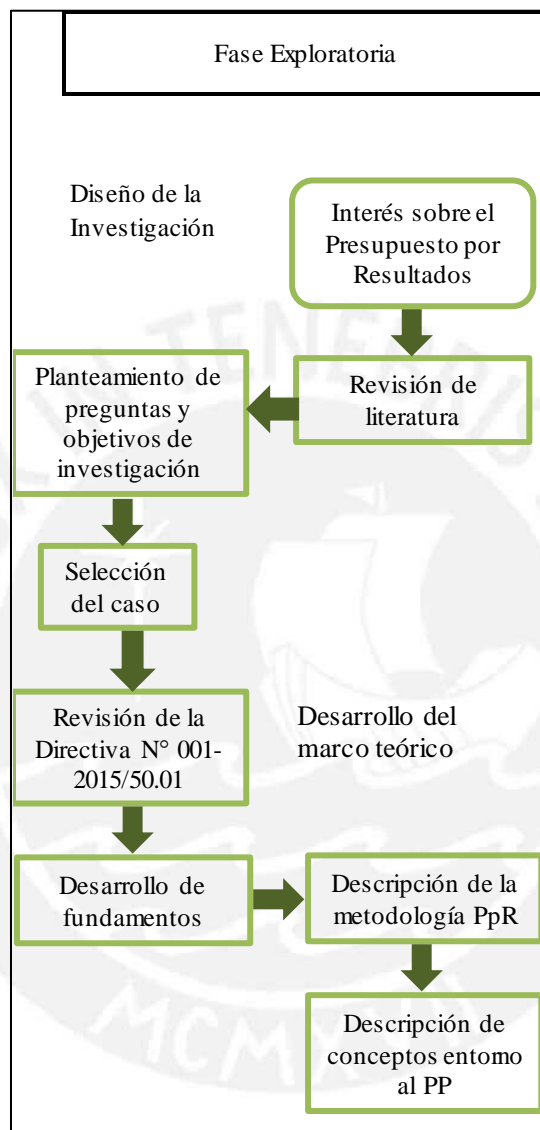 Fase Exploratoria
Diseño de la
Investigación
Interés sobre el
Presupuesto por
Resultados
Revisión de
literatura
Planteamiento de
preguntas y
objetivos de
investigación
Selección
del caso
Revisión de la
Directiva N° 001-
2015/50.01
Desarrollo del
marco teórico
Desarrollo de
fundamentos
Descripción de la
metodología PpR
Descripción de
conceptos entorno
al PP